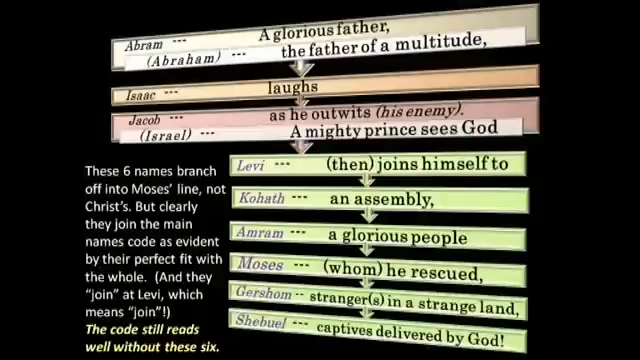 Abram --- A glorious father,
(Abraham) --- the father of a multitude,
Isaac --- laughs
Jacob --- as he outwits (his enemy).
(Israel) --- A mighty prince sees God
Levi --- (then) joins himself to
Kohath --- an assembly,
Amram --- a glorious people
Moses --- (whom) he rescued,
Gershom -- stranger(s) in a strange land,
Shebuel --- captives delivered by God!
These 6 names branch
off into Moses' line, not
Christ's. But clearly
they join the main
names code as evident
by their perfect fit with
the whole. (And they
"join" at Levi, which
means "join"!)
The code still reads
well without these six.